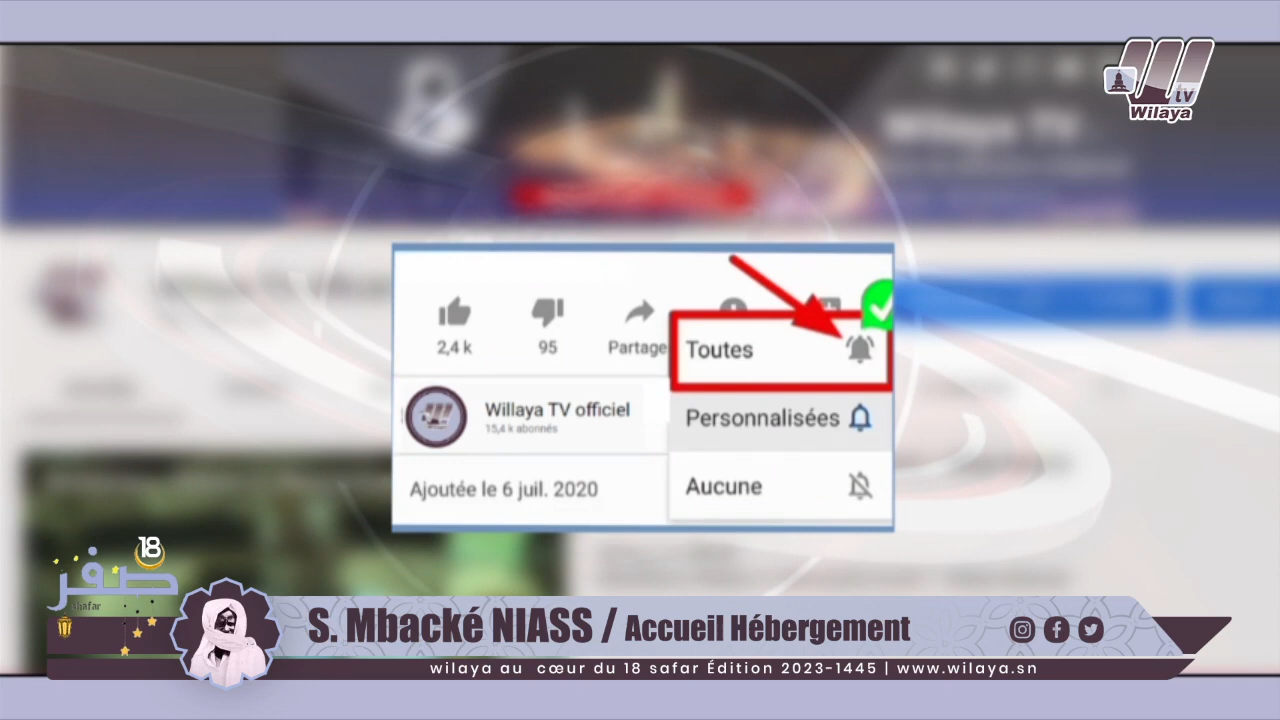 tv
Wilaya
Wilaya TV
2,4 k
95
Partage
Toutes
Willaya TV officiel
15,4 k abonnés
Personnalisées
Ajoutée le 6 juil. 2020
Aucune
18
صفر
Shafar
S. Mbacké NIASS / Accueil Hébergement
wilaya au cœur du 18 safar Édition 2023-1445 | www.wilaya.sn